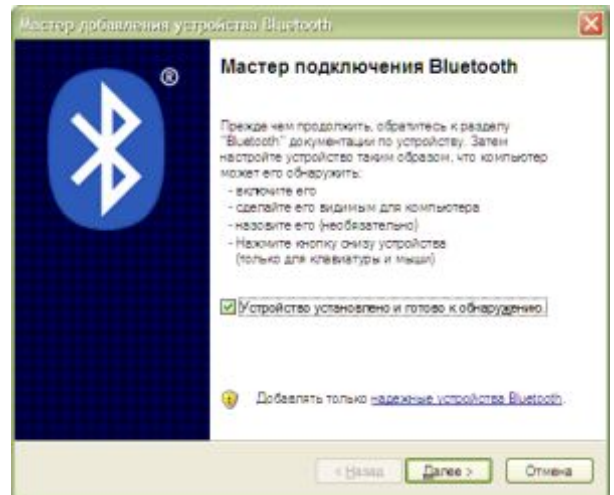 Мастер добавления устройства Bluetooth
®
Мастер подключения Bluetooth
Прежде чем продолжить, обратитесь к разделу
"Bluetooth" документации по устройству. Затем
настройте устройство таким образом, что компьютер
может его обнаружить:
- включите его
- сделайте его видимым для компьютера
- назовите его (необязательно)
- Нажмите кнопку снизу устройства
(только для клавиатуры и мыши)
Устройство установлено и готово к обнаружению.
Добавлять только надежные устройства Bluetooth.
< Назад
Далее >
Отмена